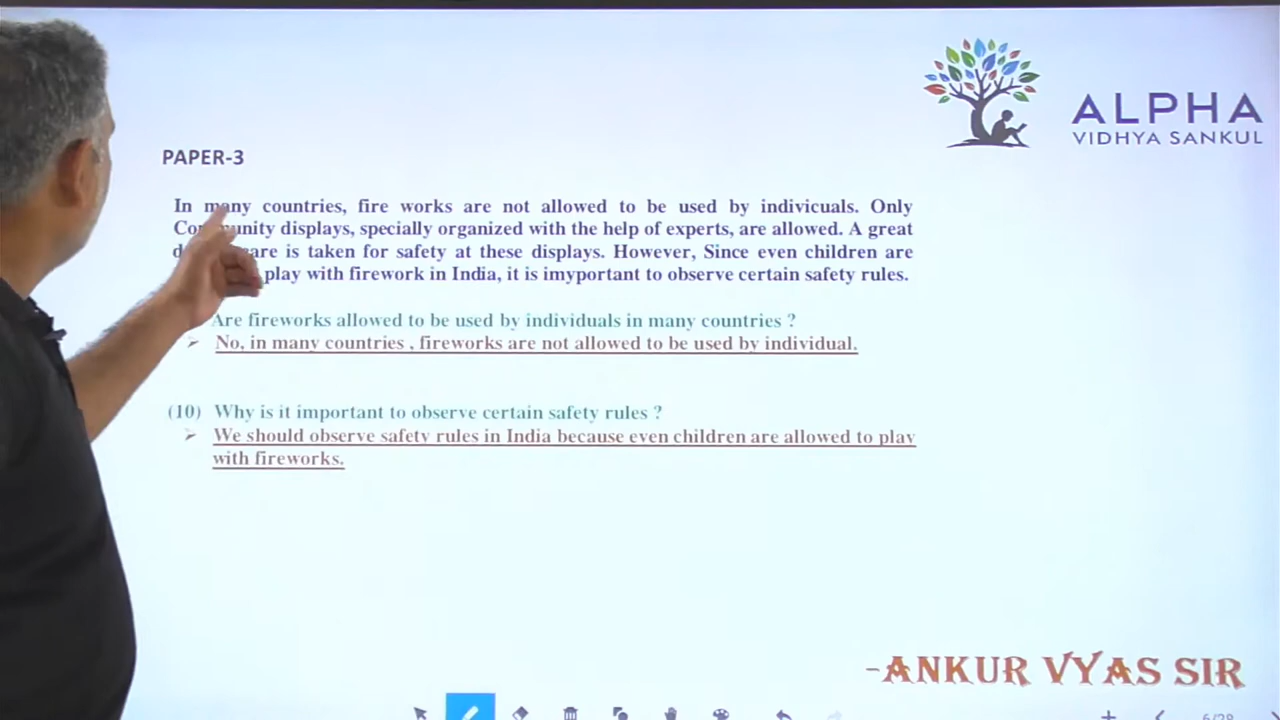 ALPHA
VIDHYA SANKUL
PAPER-3
In many countries, fire works are not allowed to be used by indivicuals. Only
displays, specially organized with the help of experts, are allowed. A great
is taken for safety at these displays. However, Since even children are
play with firework in India, it is imyportant to observe certain safety rules.
Are fireworks allowed to be used by individuals in many countries ?
➢ No, in many countries , fireworks are not allowed to be used by individual.
(10) Why is it important to observe certain safety rules ?
➢ We should observe safety rules in India because even children are allowed to play
with fireworks.
-ANKUR VYAS SIR